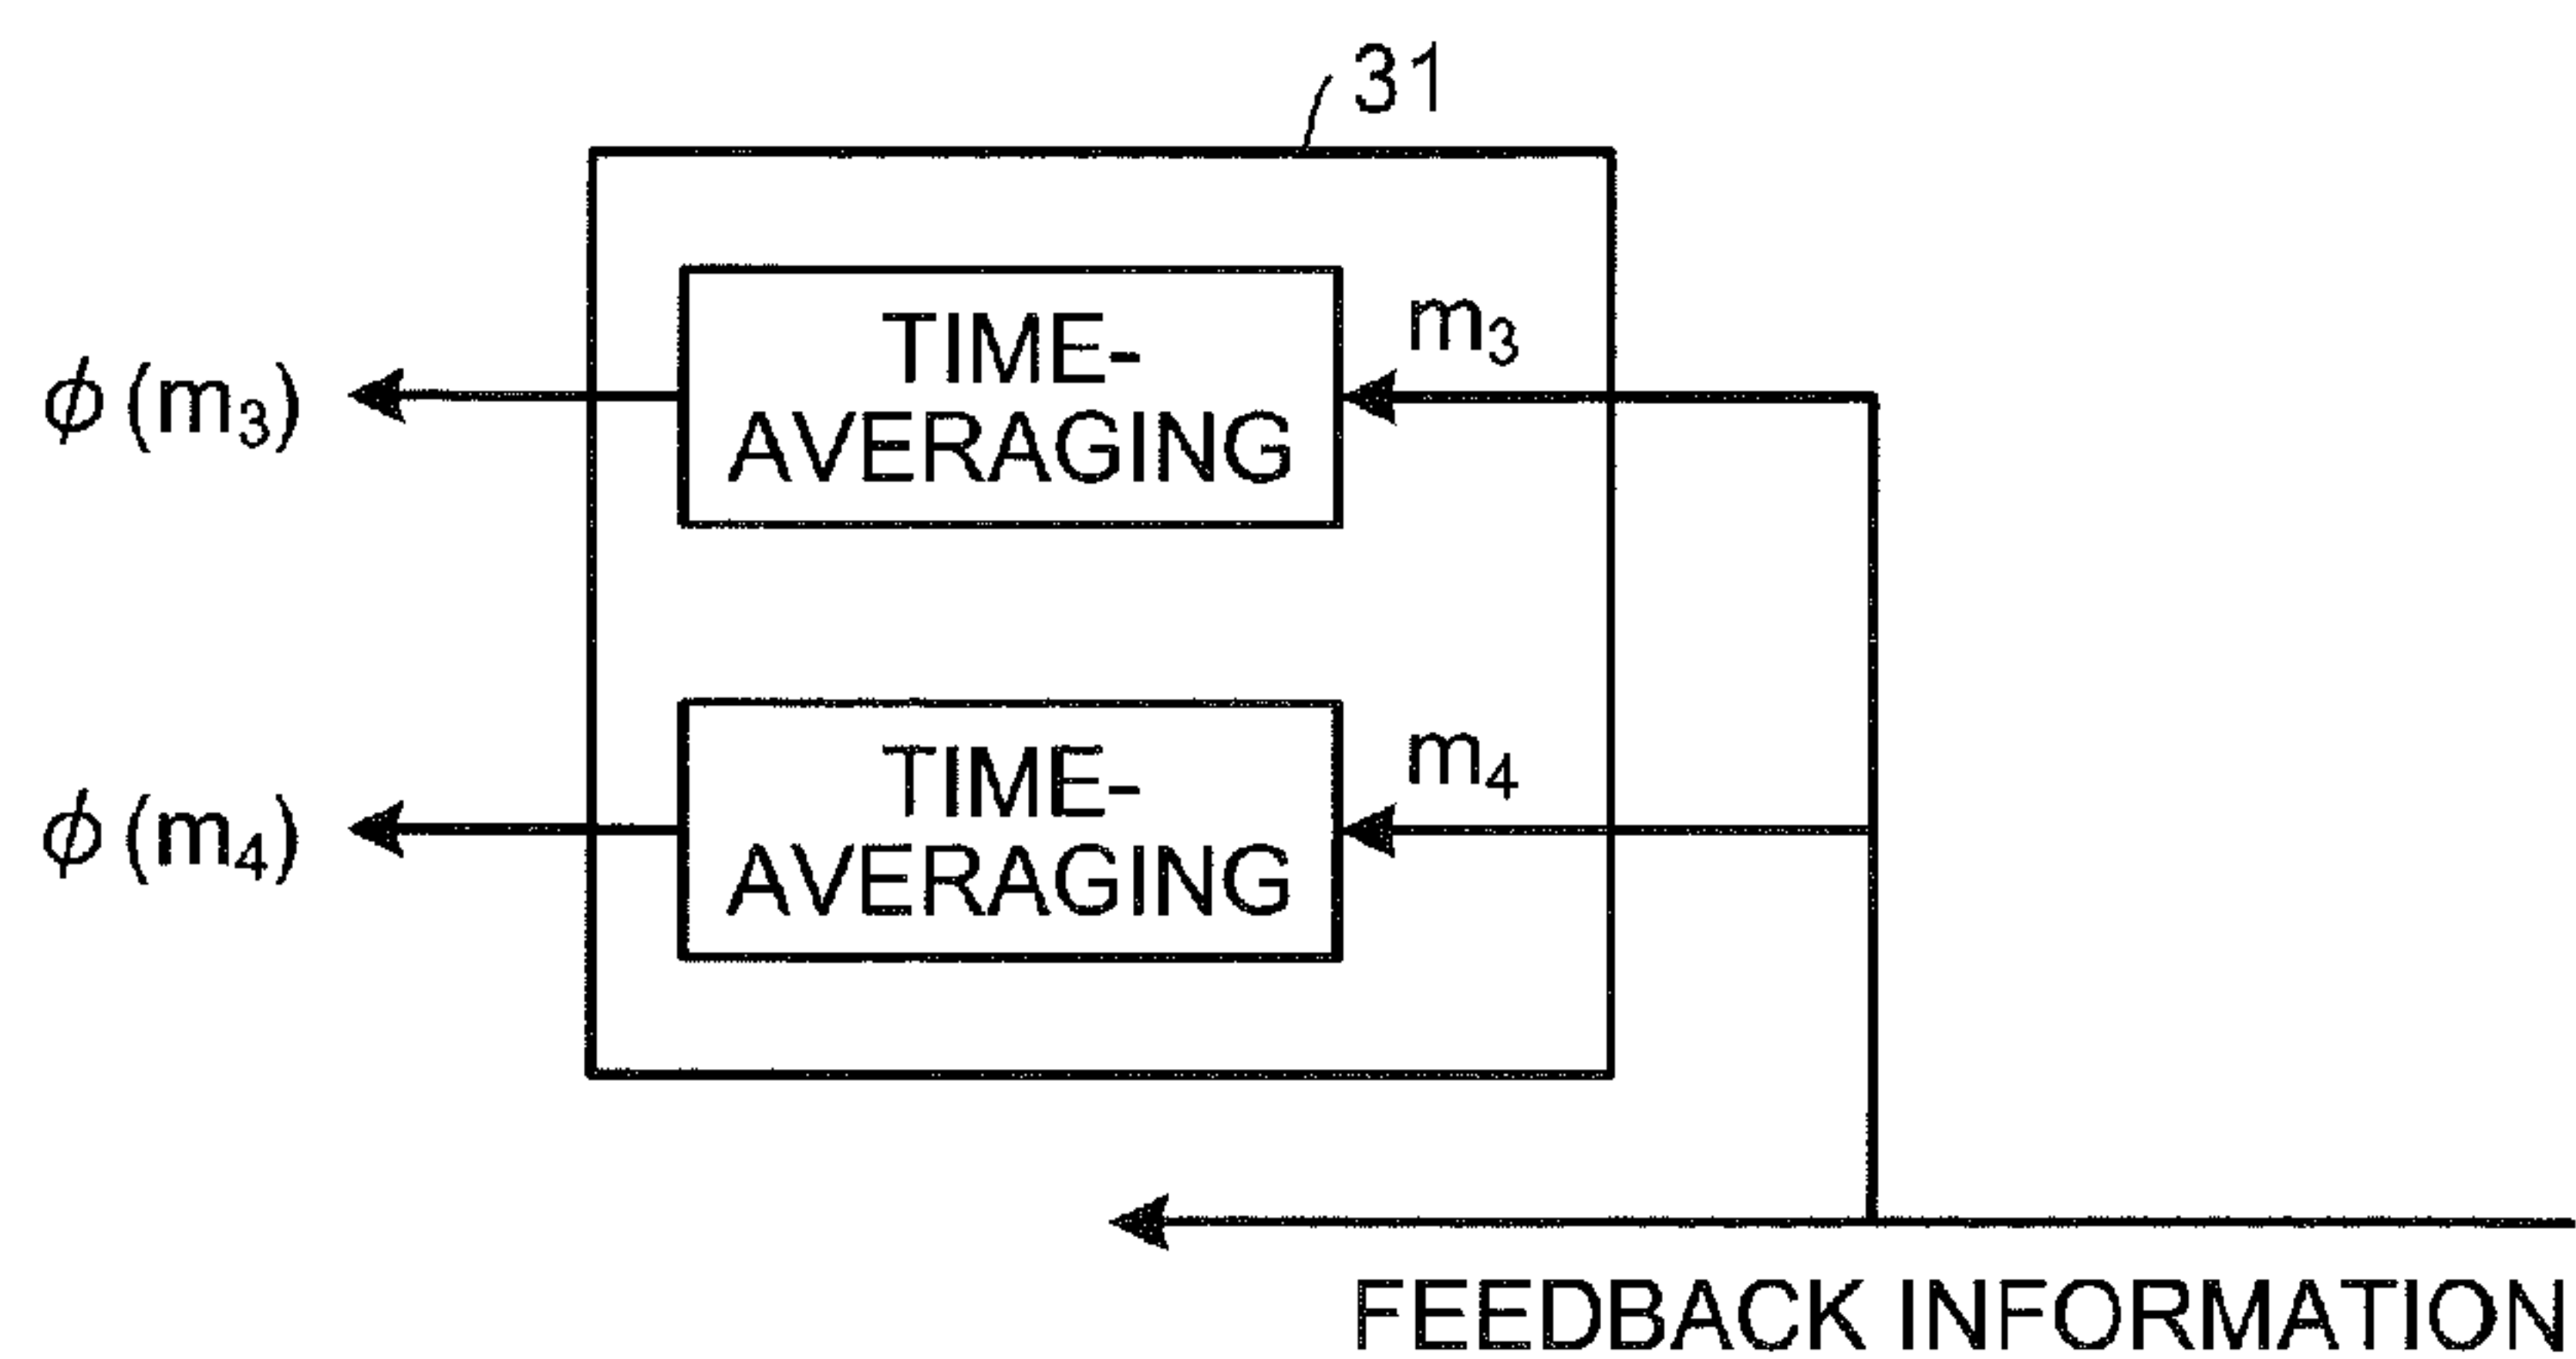 31
TIME-
AVERAGING
m₃
ϕ (m₃)
TIME-
AVERAGING
m₄
ϕ (m₄)
FEEDBACK INFORMATION